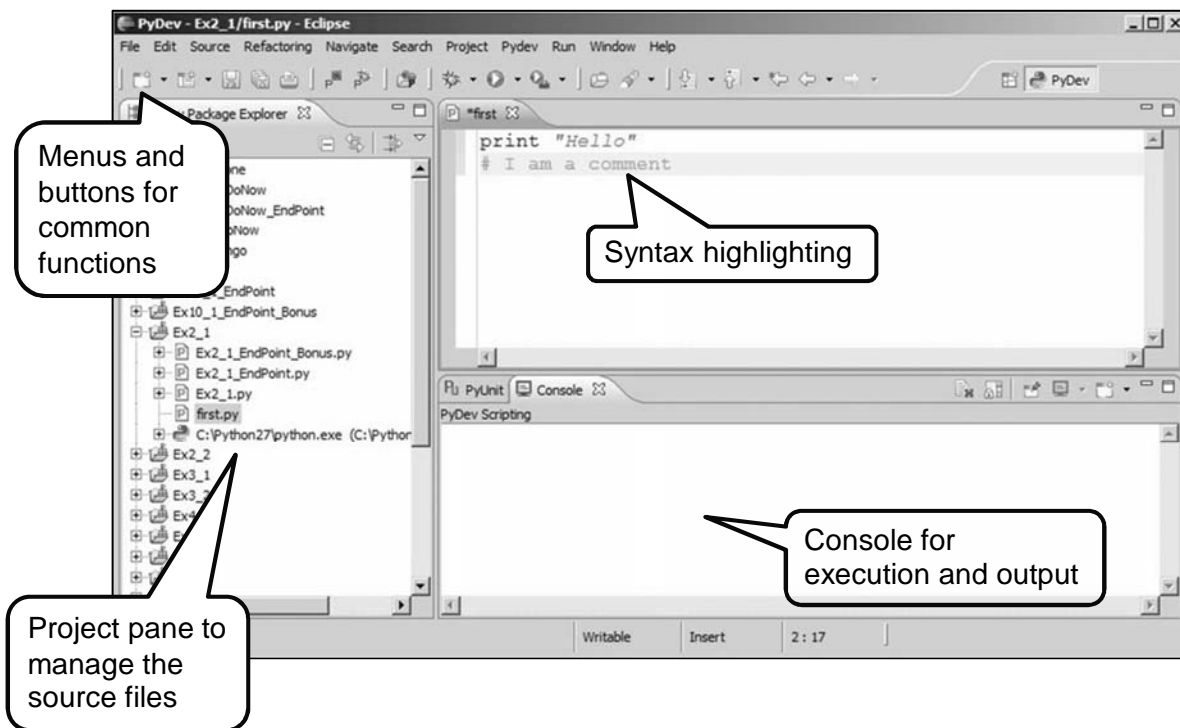 PyDev - Ex2_1/first.py - Eclipse
File Edit Source Refactoring Navigate Search Project Pydev Run Window Help
PyDev
Package Explorer
*first
print "Hello"
# I am a comment
Menus and
buttons for
common
functions
Syntax highlighting
DoNow_EndPoint
EndPoint
Ex10_1_EndPoint_Bonus
Ex2_1
Ex2_1_EndPoint_Bonus.py
Ex2_1_EndPoint.py
Ex2_1.py
first.py
C:\Python27\python.exe (C:\Python
Ex2_2
Ex3_1
PyUnit Console
PyDev Scripting
Console for
execution and output
Project pane to
manage the
source files
Writable Insert 2 : 17